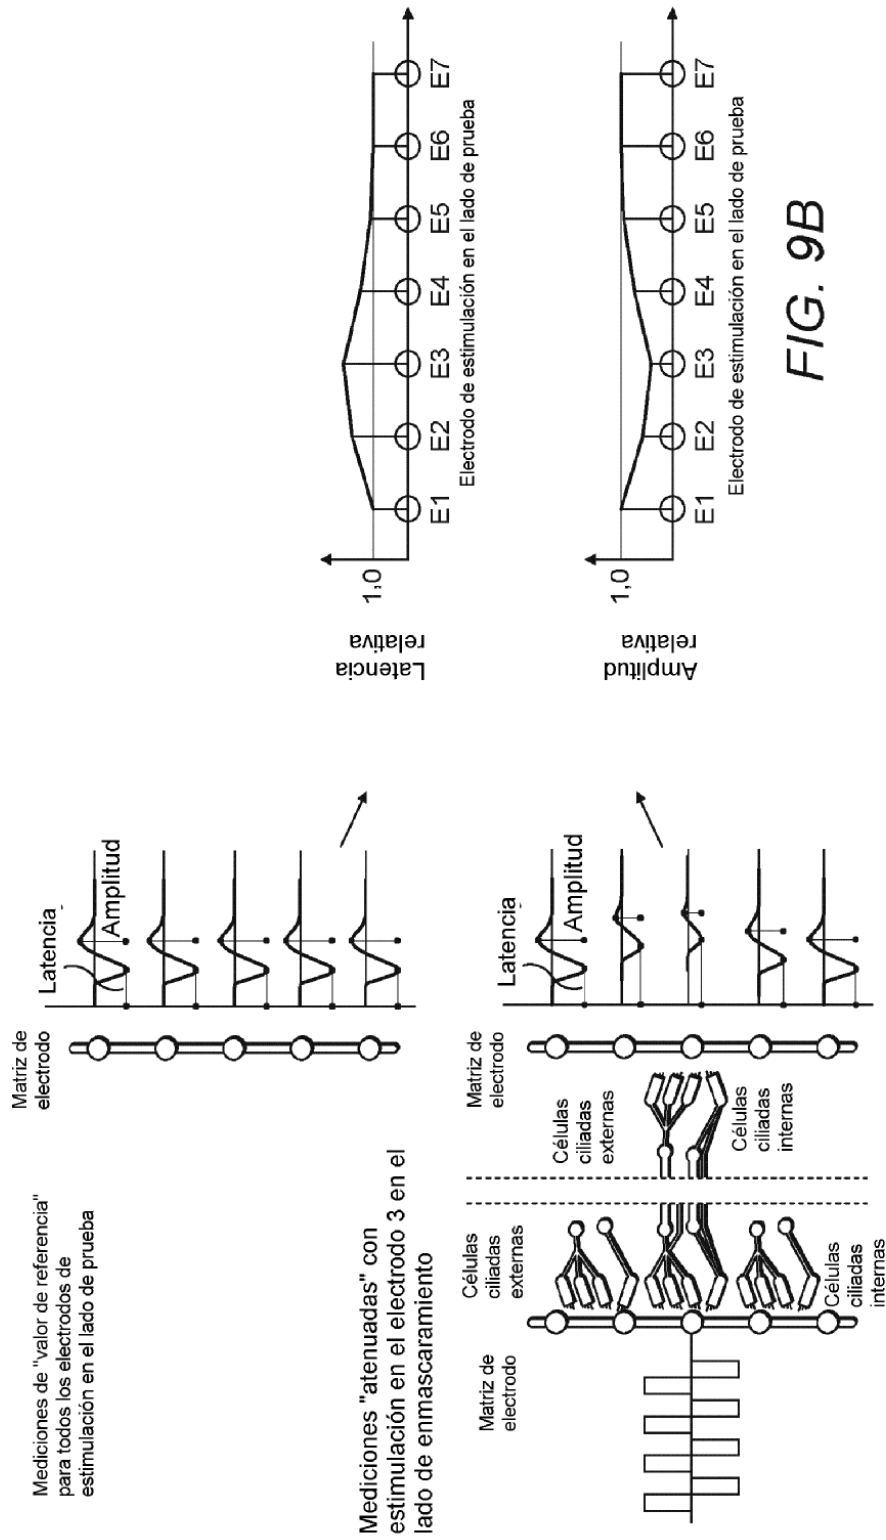 Mediciones de "valor de referencia"
para todos los electrodos de
estimulación en el lado de prueba
Matriz de
electrodo
Latencia
Amplitud
Mediciones "atenuadas" con
estimulación en el electrodo 3 en el
lado de enmascaramiento
Matriz de
electrodo
Células
ciliadas
externas
Células
ciliadas
internas
Células
ciliadas
externas
Células
ciliadas
internas
Matriz de
electrodo
Latencia
Amplitud
Latencia
relativa
1,0
E1 E2 E3 E4 E5 E6 E7
Electrodo de estimulación en el lado de prueba
Amplitud
relativa
1,0
E1 E2 E3 E4 E5 E6 E7
Electrodo de estimulación en el lado de prueba
FIG. 9B